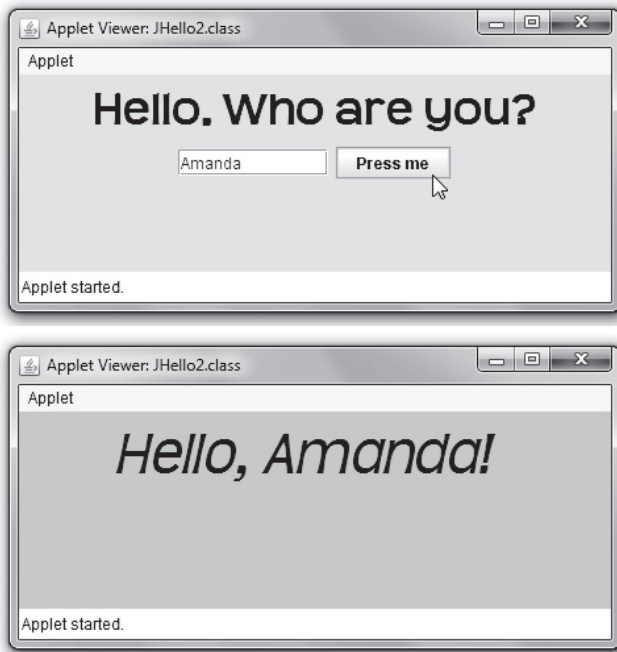 Applet Viewer: JHello2.class
Applet
Hello. Who are you?
Amanda Press me
Applet started.
Applet Viewer: JHello2.class
Applet
Hello, Amanda!
Applet started.